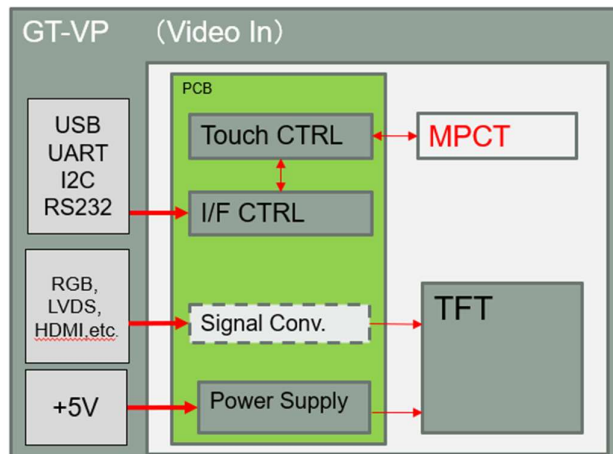 GT-VP (Video In)
PCB
USB
UART
I2C
RS232
Touch CTRL
MPCT
I/F CTRL
RGB,
LVDS,
HDMI,etc.
Signal Conv.
TFT
+5V
Power Supply